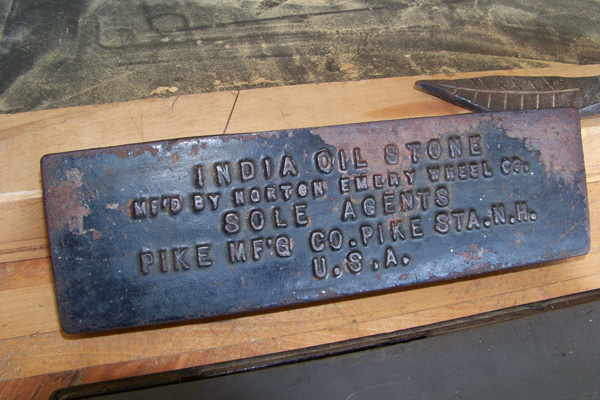 INDIA OIL STONE
MF'D BY NORTON EMERY WHEEL CO.
SOLE AGENTS
PIKE MF'G CO. PIKE STA. N.H.
U.S.A.